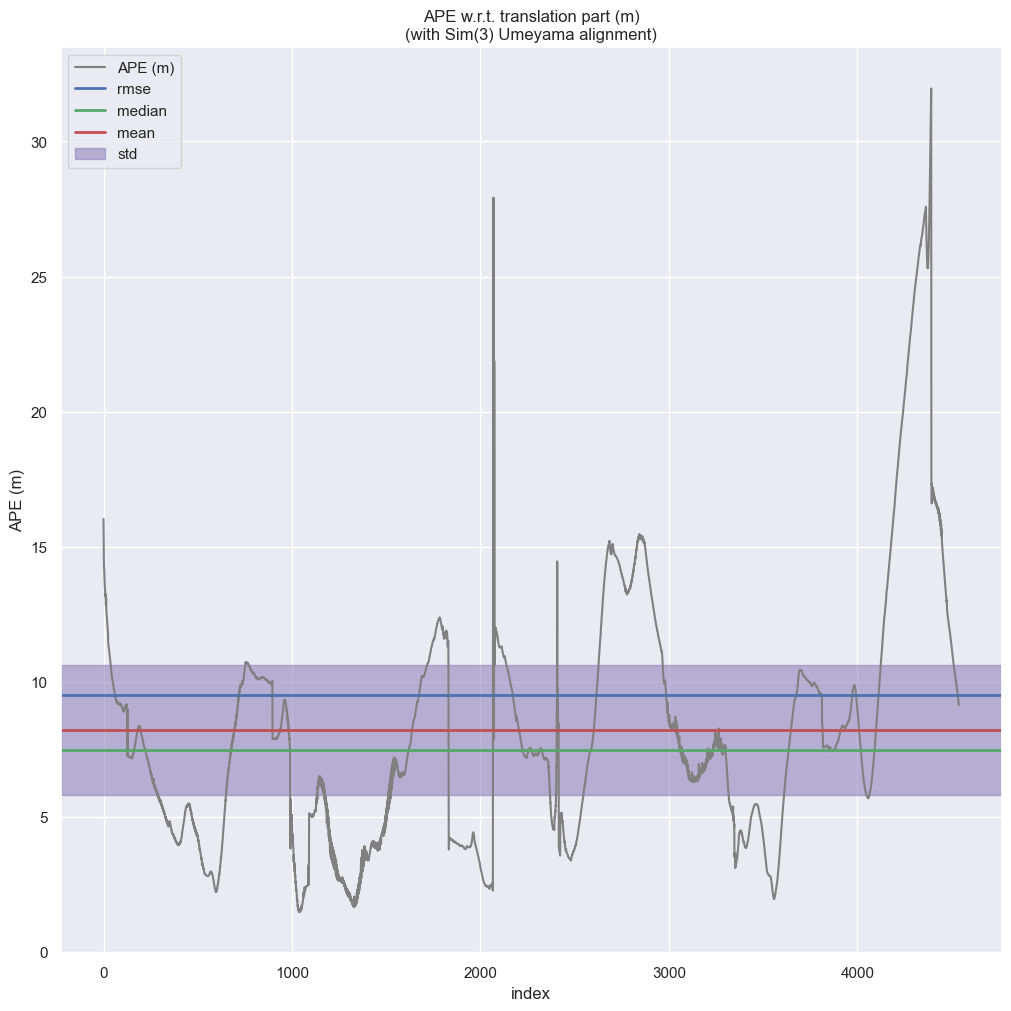 APE w.r.t. translation part (m)
(with Sim(3) Umeyama alignment)
APE (m)
rmse
median
mean
std
APE (m)
30
25
20
15
10
5
0
0 1000 2000 3000 4000
index